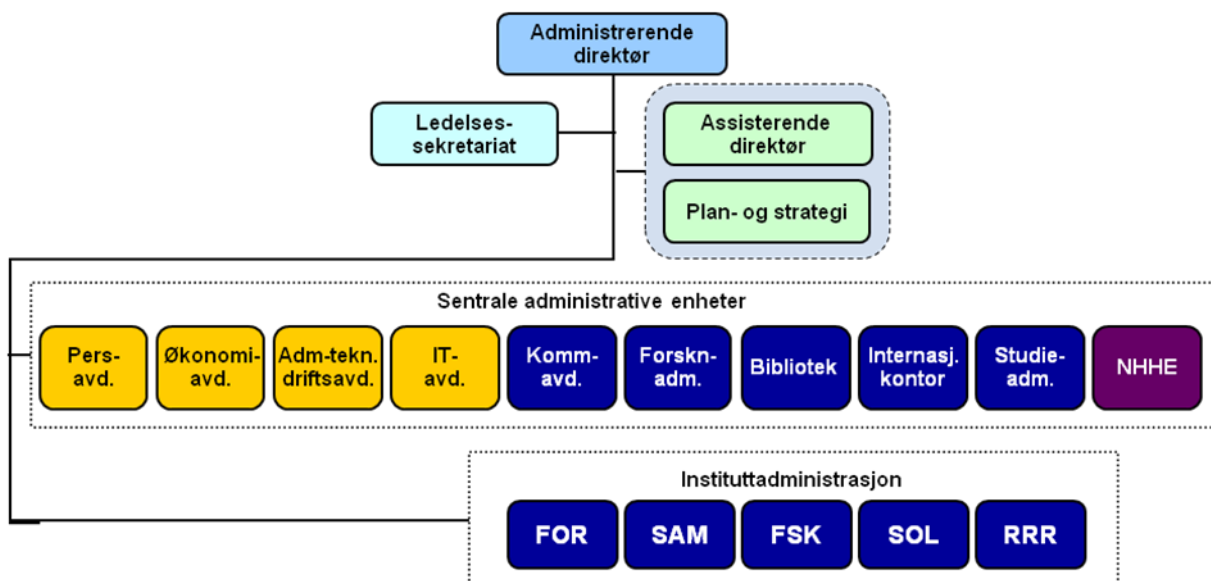 Administrerende
direktør
Ledelses-
sekretariat
Assisterende
direktør
Plan- og strategi
Sentrale administrative enheter
Pers-
avd.
Økonomi-
avd.
Adm-tekn.
driftsavd.
IT-
avd.
Komm-
avd.
Forskn-
adm.
Bibliotek
Internasj.
kontor
Studie-
adm.
NHHE
Instituttadministrasjon
FOR
SAM
FSK
SOL
RRR